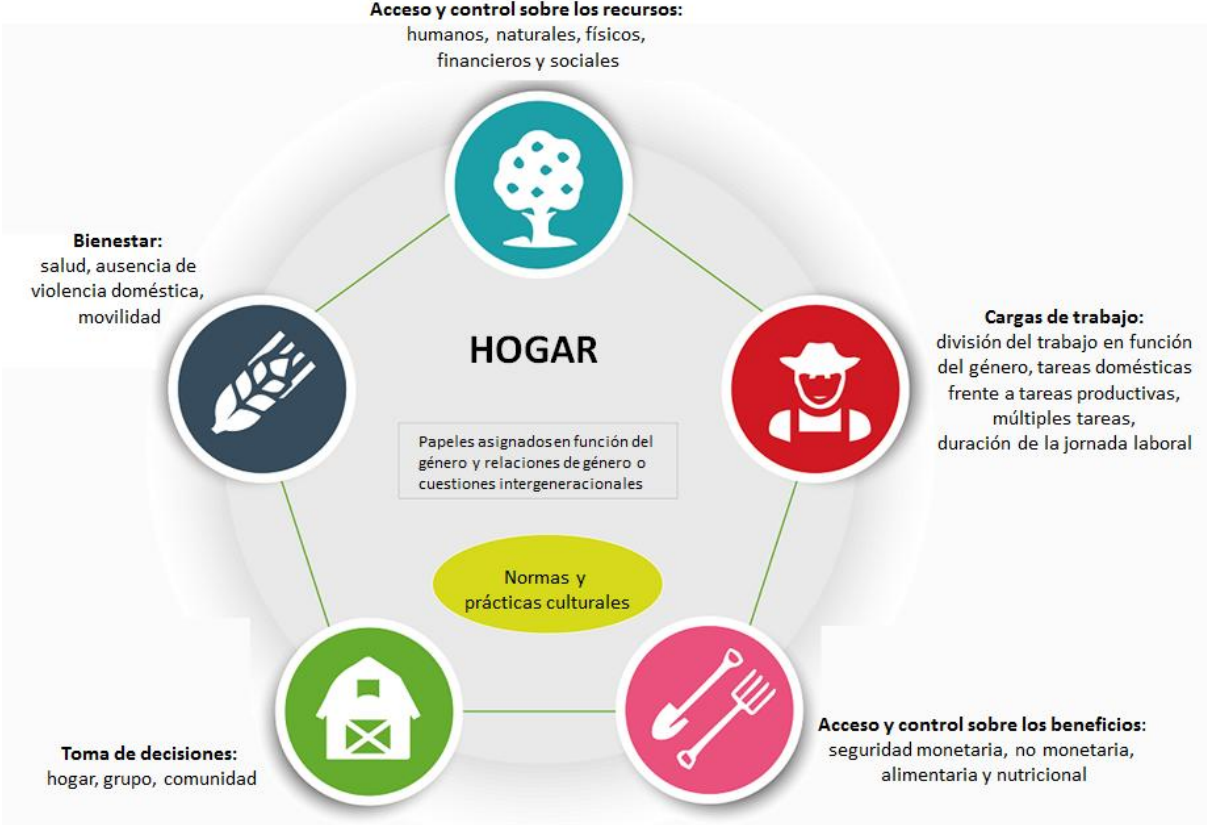 Acceso y control sobre los recursos:
humanos, naturales, físicos,
financieros y sociales
Bienestar:
salud, ausencia de
violencia doméstica,
movilidad
Cargas de trabajo:
división del trabajo en función
del género, tareas domésticas
frente a tareas productivas,
múltiples tareas,
duración de la jornada laboral
HOGAR
Papeles asignados en función del
género y relaciones de género o
cuestiones intergeneracionales
Normas y
prácticas culturales
Toma de decisiones:
hogar, grupo, comunidad
Acceso y control sobre los beneficios:
seguridad monetaria, no monetaria,
alimentaria y nutricional